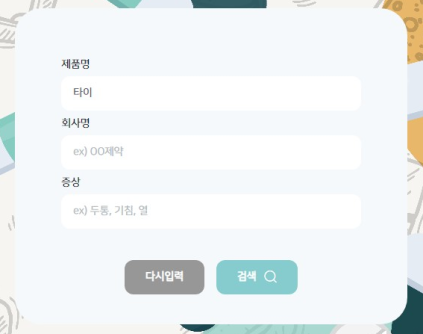 제품명
타이
회사명
ex) OO제약
증상
ex) 두통, 기침, 열
다시입력 검색